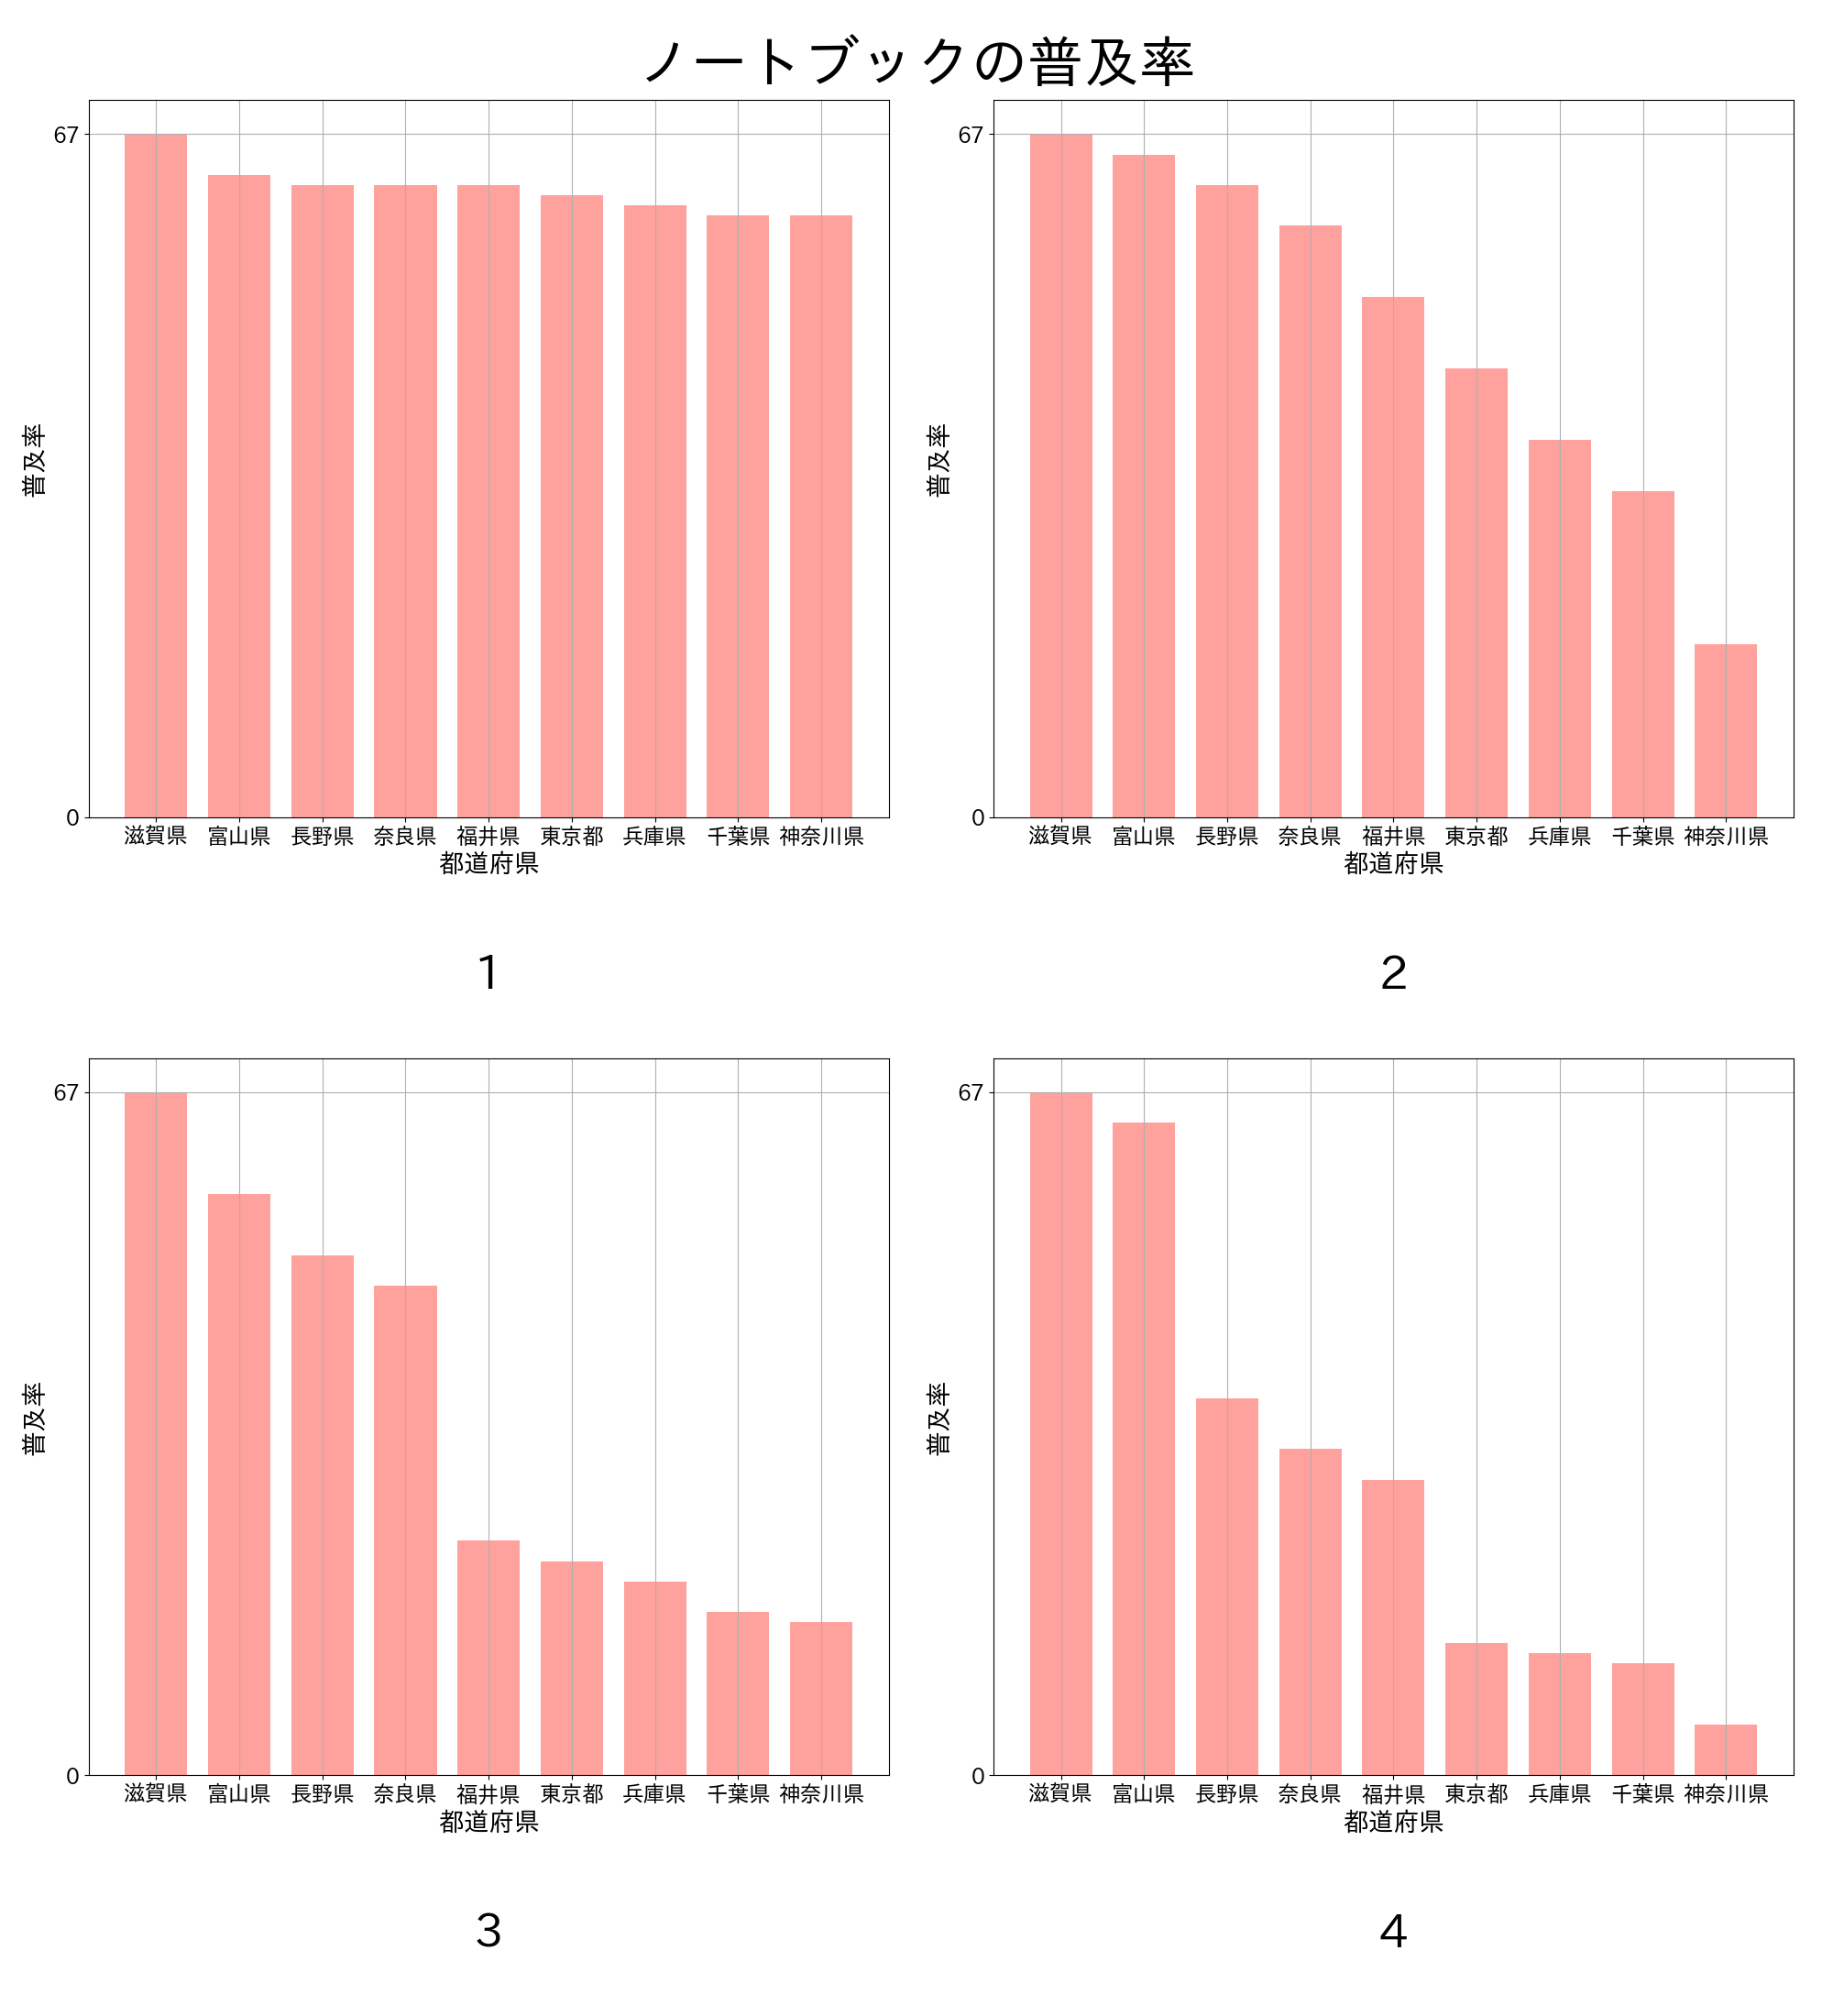 ノートブックの普及率
67
0
普及率
滋賀県 富山県 長野県 奈良県 福井県 東京都 兵庫県 千葉県 神奈川県
都道府県
1
67
0
普及率
滋賀県 富山県 長野県 奈良県 福井県 東京都 兵庫県 千葉県 神奈川県
都道府県
2
67
0
普及率
滋賀県 富山県 長野県 奈良県 福井県 東京都 兵庫県 千葉県 神奈川県
都道府県
3
67
0
普及率
滋賀県 富山県 長野県 奈良県 福井県 東京都 兵庫県 千葉県 神奈川県
都道府県
4